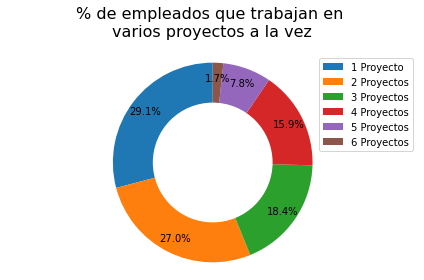 % de empleados que trabajan en
varios proyectos a la vez
1 Proyecto
2 Proyectos
3 Proyectos
4 Proyectos
5 Proyectos
6 Proyectos
1.7%
7.8%
29.1%
15.9%
18.4%
27.0%